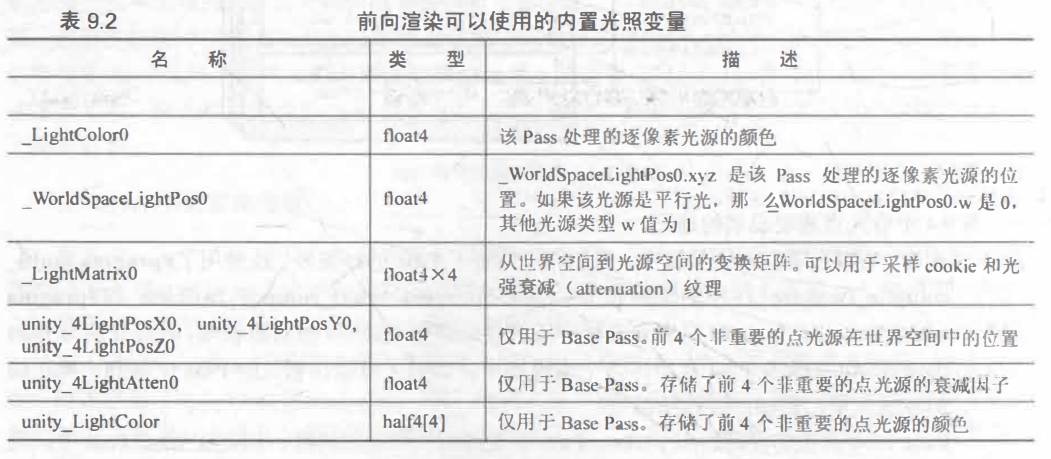 表 9.2 前向渲染可以使用的内置光照变量
名 称 类 型 描 述
_LightColor0 float4 该 Pass 处理的逐像素光源的颜色
_WorldSpaceLightPos0 float4 _WorldSpaceLightPos0.xyz 是该 Pass 处理的逐像素光源的位
置。如果该光源是平行光，那 么WorldSpaceLightPos0.w 是 0，
其他光源类型 w 值为 1
_LightMatrix0 float4×4 从世界空间到光源空间的变换矩阵。可以用于采样 cookie 和光
强衰减（attenuation）纹理
unity_4LightPosX0, unity_4LightPosY0,
unity_4LightPosZ0 float4 仅用于 Base Pass。前 4 个非重要的点光源在世界空间中的位置
unity_4LightAtten0 float4 仅用于 Base Pass。存储了前 4 个非重要的点光源的衰减因子
unity_LightColor half4[4] 仅用于 Base Pass。存储了前 4 个非重要的点光源的颜色